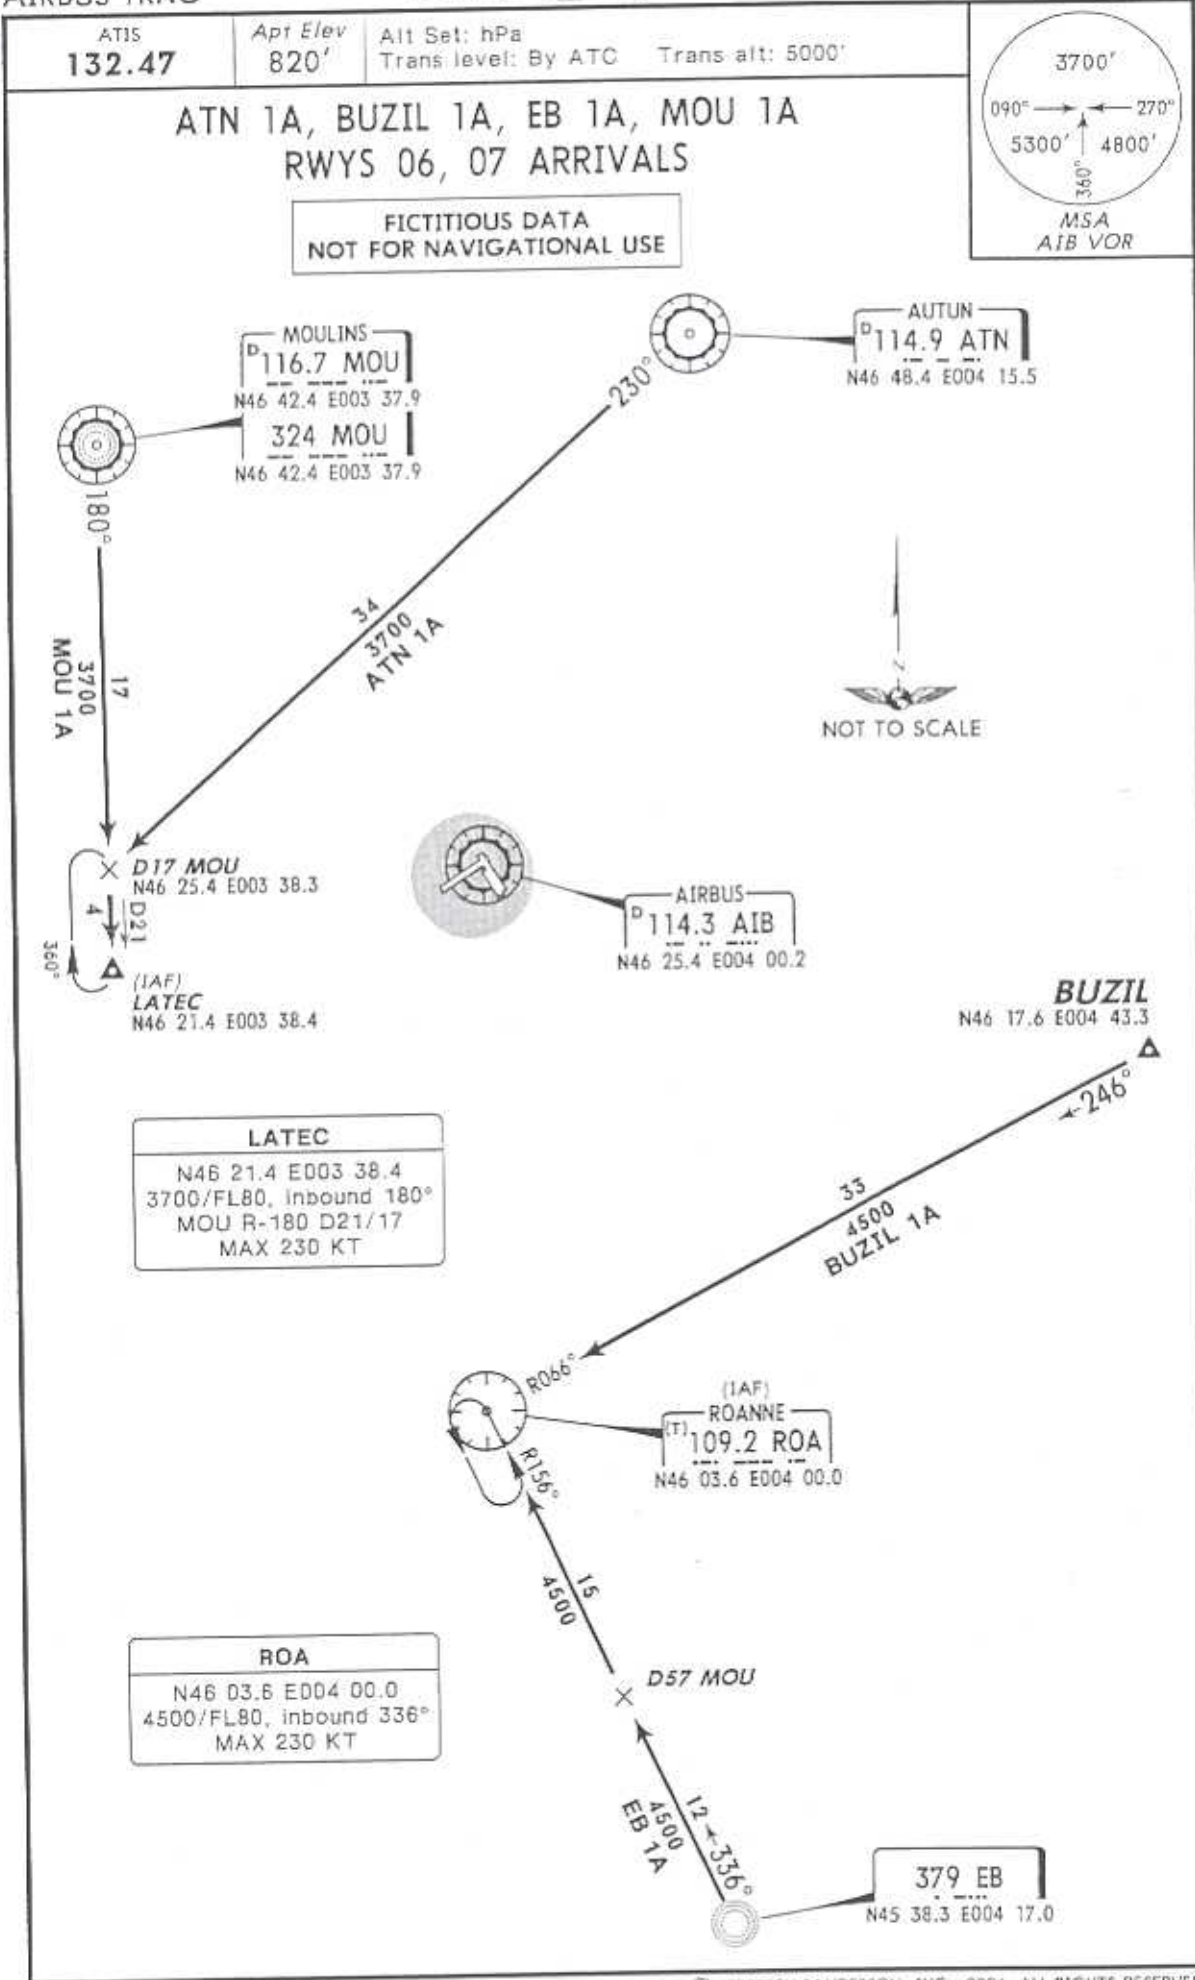 ATIS
132.47
Apt Elev
820'
Alt Set: hPa
Trans level: By ATC Trans alt: 5000'
3700'
090° 270°
5300' 4800'
360°
MSA
AIB VOR
ATN 1A, BUZIL 1A, EB 1A, MOU 1A
RWYS 06, 07 ARRIVALS
FICTITIOUS DATA
NOT FOR NAVIGATIONAL USE
MOULINS
D 116.7 MOU
N46 42.4 E003 37.9
324 MOU
N46 42.4 E003 37.9
AUTUN
D 114.9 ATN
N46 48.4 E004 15.5
230°
180°
34
3700
ATN 1A
17
3700
MOU 1A
N
NOT TO SCALE
D17 MOU
N46 25.4 E003 38.3
4
D21
360°
(IAF)
LATEC
N46 21.4 E003 38.4
AIRBUS
D 114.3 AIB
N46 25.4 E004 00.2
BUZIL
N46 17.6 E004 43.3
246°
33
4500
BUZIL 1A
LATEC
N46 21.4 E003 38.4
3700/FL80, inbound 180°
MOU R-180 D21/17
MAX 230 KT
R066°
(IAF)
ROANNE
(T) 109.2 ROA
N46 03.6 E004 00.0
R156°
15
4500
ROA
N46 03.6 E004 00.0
4500/FL80, inbound 336°
MAX 230 KT
D57 MOU
12 336°
4500
EB 1A
379 EB
N45 38.3 E004 17.0